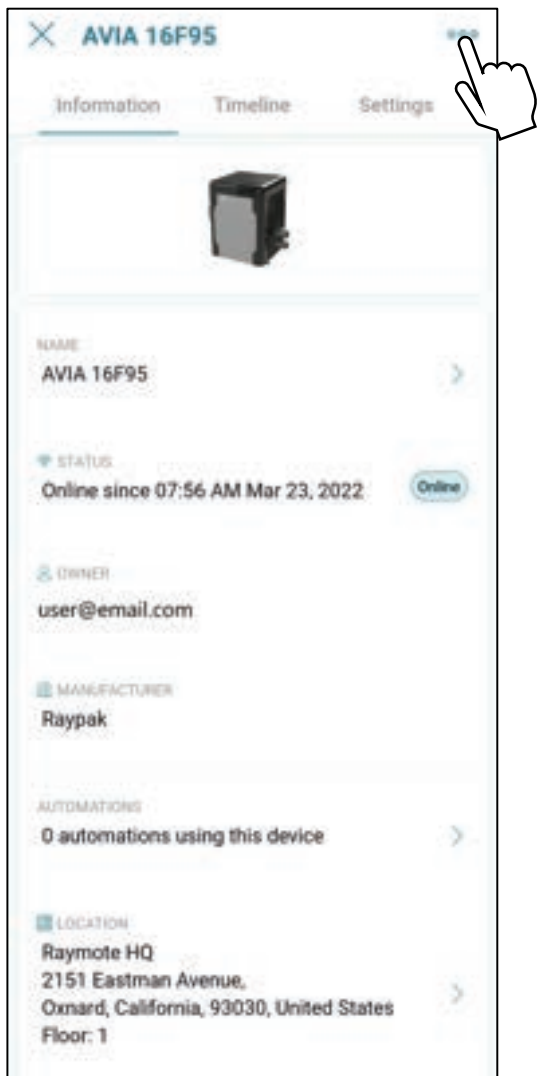 AVIA 16F95
Information Timeline Settings
NAME
AVIA 16F95
STATUS
Online since 07:56 AM Mar 23, 2022 Online
OWNER
user@email.com
MANUFACTURER
Raypak
AUTOMATIONS
0 automations using this device
LOCATION
Raymote HQ
2151 Eastman Avenue,
Oxnard, California, 93030, United States
Floor: 1